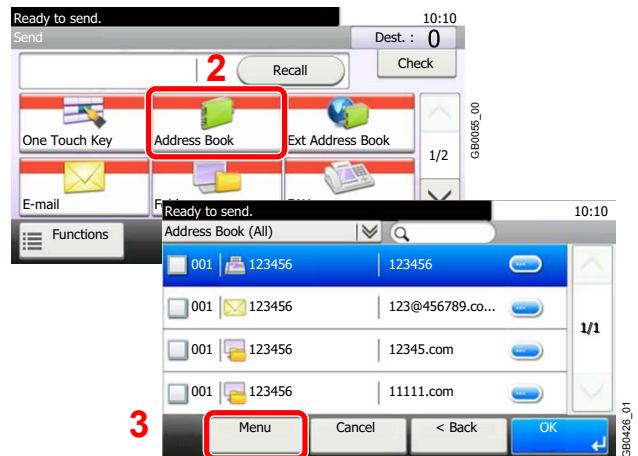 Ready to send.
10:10
Send
Dest. :
0
2
Recall
Check
One Touch Key
Address Book
Ext Address Book
1/2
GB0055_00
E-mail
Functions
Ready to send.
10:10
Address Book (All)
001 123456 123456
001 123456 123@456789.co...
1/1
001 123456 12345.com
001 123456 11111.com
3
Menu
Cancel
< Back
OK
GB0426_01